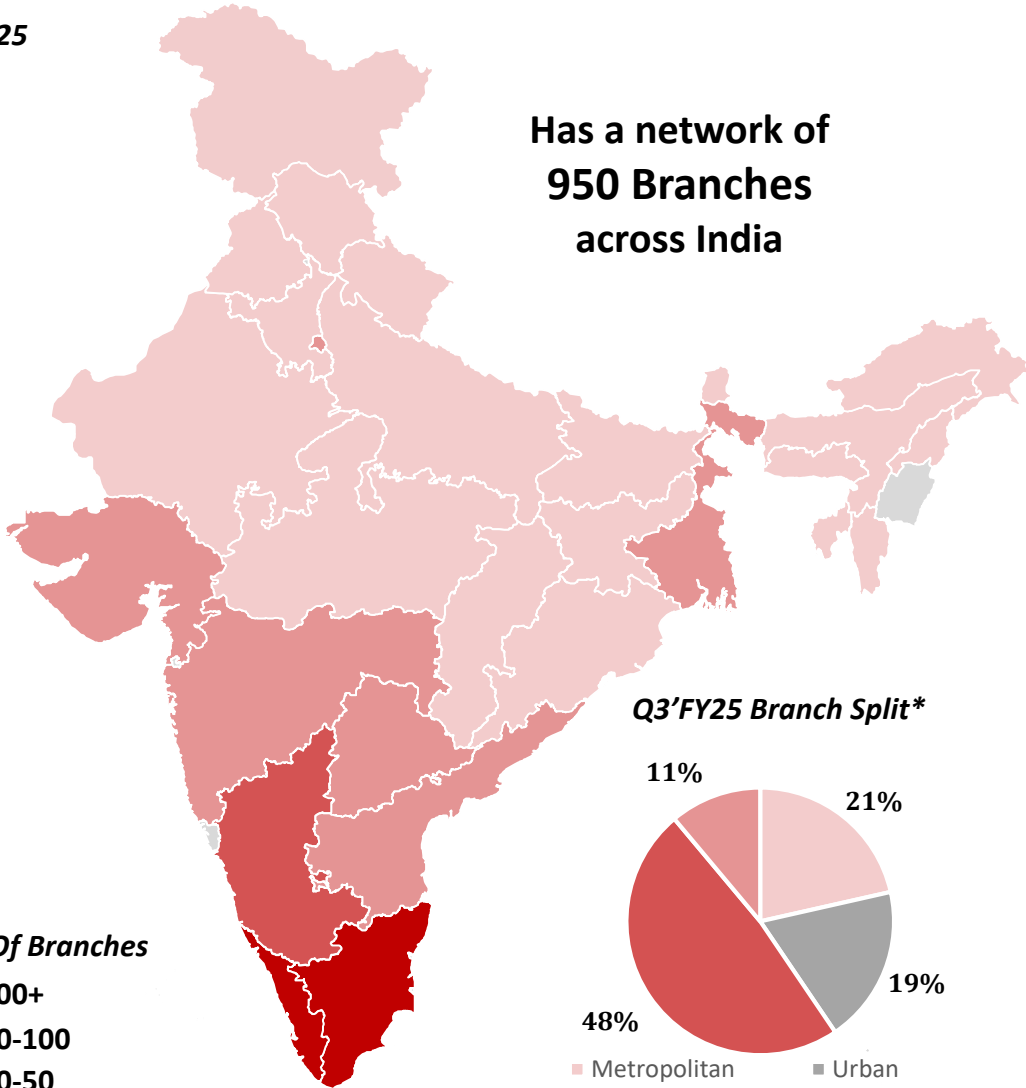 25
Has a network of
950 Branches
across India
Q3'FY25 Branch Split*
11%
21%
19%
48%
Of Branches
00+
0-100
0-50
Metropolitan
Urban